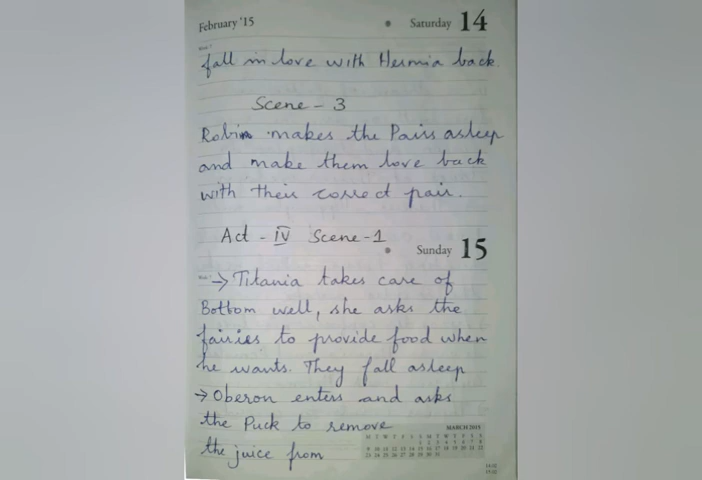 February '15 Saturday 14
fall in love with Hermia back.
Scene - 3
Robin makes the Pairs asleep
and make them love back
with their correct pair.
Act - IV Scene - 1
Sunday 15
→ Titania takes care of
Bottom well, she asks the
fairies to provide food when
he wants. They fall asleep
→ Oberon enters and asks
the Puck to remove
MARCH 2015
the juice from